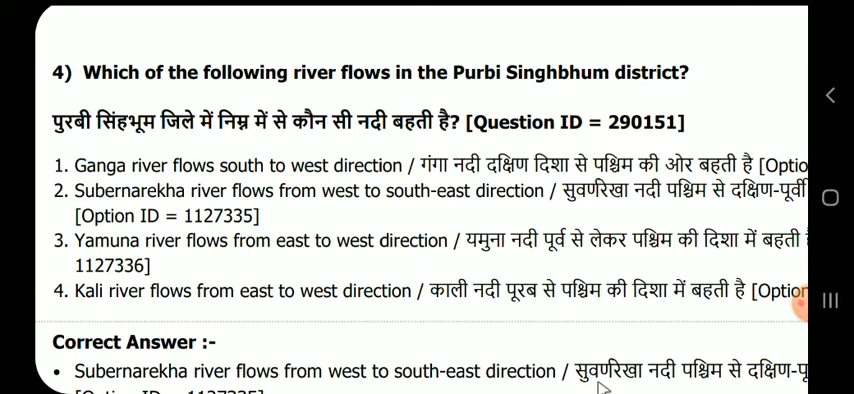 4) Which of the following river flows in the Purbi Singhbhum district?
पुरबी सिंहभूम जिले में निम्न में से कौन सी नदी बहती है? [Question ID = 290151]
1. Ganga river flows south to west direction / गंगा नदी दक्षिण दिशा से पश्चिम की ओर बहती है [Optio
2. Subernarekha river flows from west to south-east direction / सुवर्णरेखा नदी पश्चिम से दक्षिण-पूर्वी
[Option ID = 1127335]
3. Yamuna river flows from east to west direction / यमुना नदी पूर्व से लेकर पश्चिम की दिशा में बहती
1127336]
4. Kali river flows from east to west direction / काली नदी पूरब से पश्चिम की दिशा में बहती है [Option
Correct Answer :-
• Subernarekha river flows from west to south-east direction / सुवर्णरेखा नदी पश्चिम से दक्षिण-पू